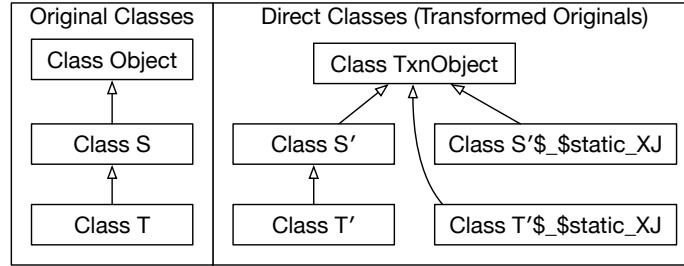 Original Classes
Direct Classes (Transformed Originals)
Class Object
Class TxnObject
Class S
Class S′
Class S′$_$static_XJ
Class T
Class T′
Class T′$_$static_XJ